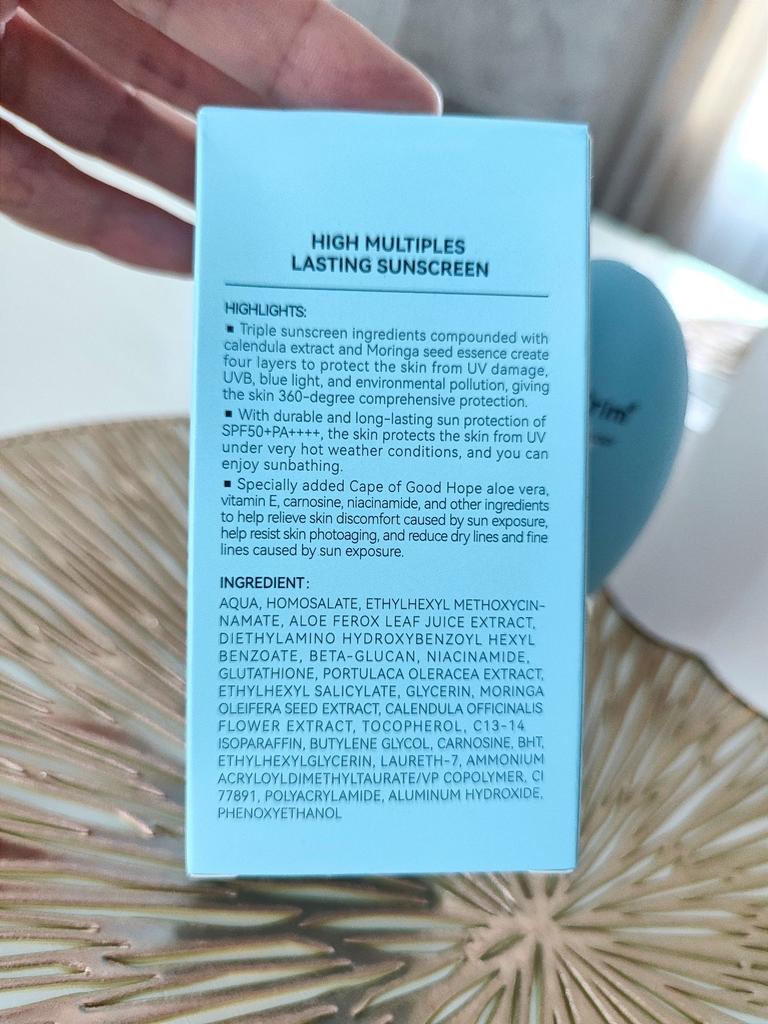 HIGH MULTIPLES
LASTING SUNSCREEN
HIGHLIGHTS:
▪ Triple sunscreen ingredients compounded with
calendula extract and Moringa seed essence create
four layers to protect the skin from UV damage,
UVB, blue light, and environmental pollution, giving
the skin 360-degree comprehensive protection.
▪ With durable and long-lasting sun protection of
SPF50+PA++++, the skin protects the skin from UV
under very hot weather conditions, and you can
enjoy sunbathing.
▪ Specially added Cape of Good Hope aloe vera,
vitamin E, carnosine, niacinamide, and other ingredients
to help relieve skin discomfort caused by sun exposure,
help resist skin photoaging, and reduce dry lines and fine
lines caused by sun exposure.
INGREDIENT:
AQUA, HOMOSALATE, ETHYLHEXYL METHOXYCIN-
NAMATE, ALOE FEROX LEAF JUICE EXTRACT,
DIETHYLAMINO HYDROXYBENZOYL HEXYL
BENZOATE, BETA-GLUCAN, NIACINAMIDE,
GLUTATHIONE, PORTULACA OLERACEA EXTRACT,
ETHYLHEXYL SALICYLATE, GLYCERIN, MORINGA
OLEIFERA SEED EXTRACT, CALENDULA OFFICINALIS
FLOWER EXTRACT, TOCOPHEROL, C13-14
ISOPARAFFIN, BUTYLENE GLYCOL, CARNOSINE, BHT,
ETHYLHEXYLGLYCERIN, LAURETH-7, AMMONIUM
ACRYLOYLDIMETHYLTAURATE/VP COPOLYMER, CI
77891, POLYACRYLAMIDE, ALUMINUM HYDROXIDE,
PHENOXYETHANOL